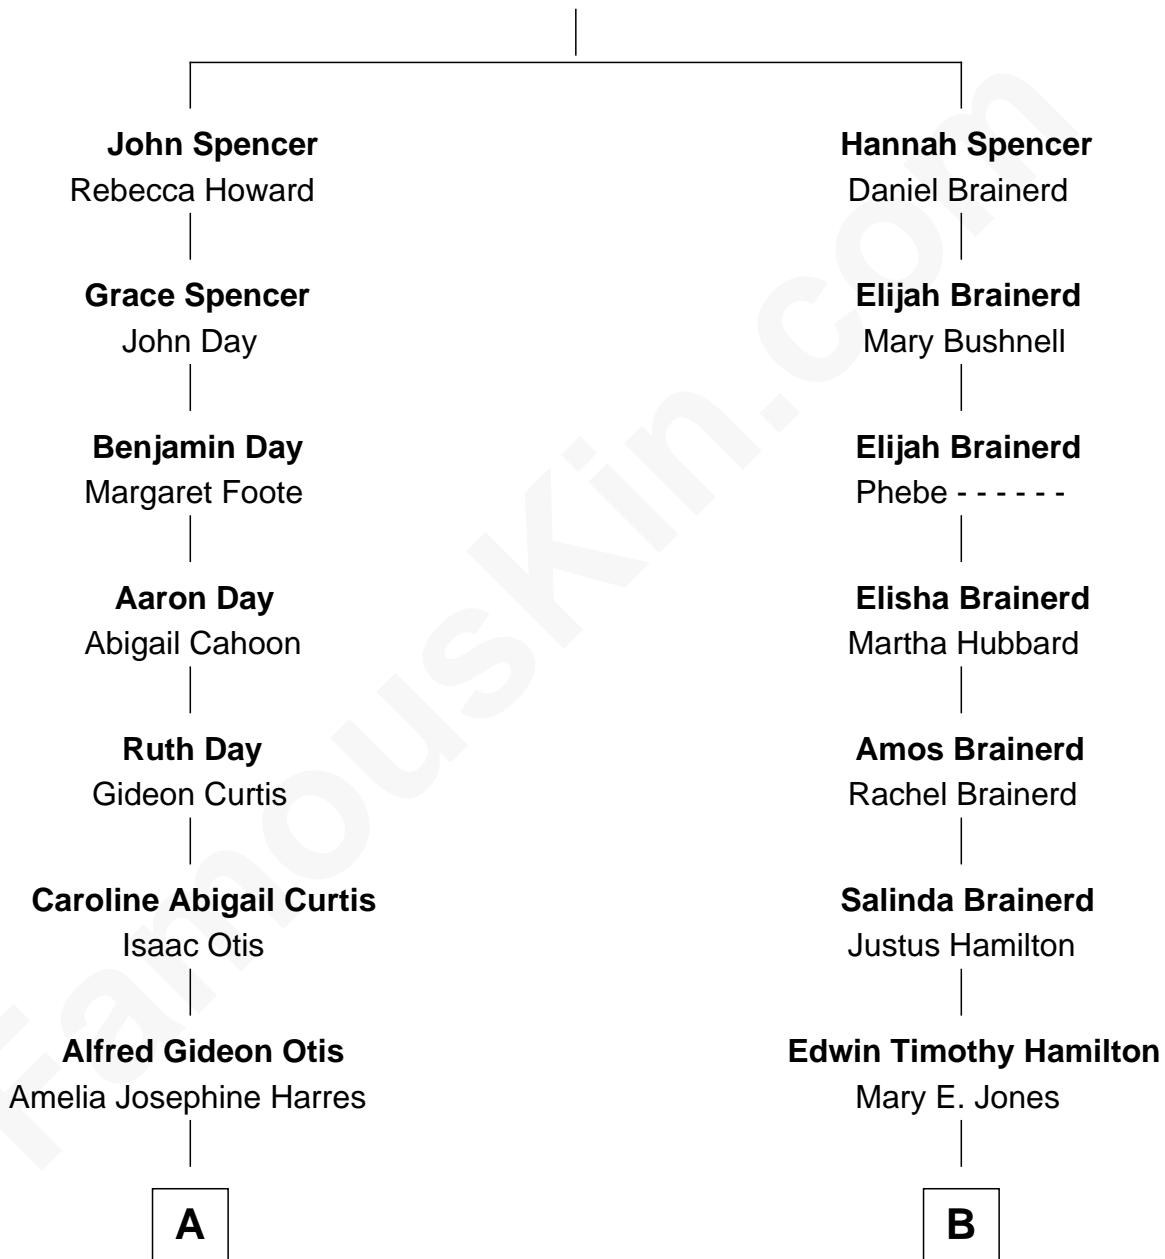 John Spencer
Rebecca Howard
Hannah Spencer
Daniel Brainerd
Grace Spencer
John Day
Elijah Brainerd
Mary Bushnell
Benjamin Day
Margaret Foote
Elijah Brainerd
Phebe - - - - - -
Aaron Day
Abigail Cahoon
Elisha Brainerd
Martha Hubbard
Ruth Day
Gideon Curtis
Amos Brainerd
Rachel Brainerd
Caroline Abigail Curtis
Isaac Otis
Salinda Brainerd
Justus Hamilton
Alfred Gideon Otis
Amelia Josephine Harres
Edwin Timothy Hamilton
Mary E. Jones
A
B
FamousKin.com